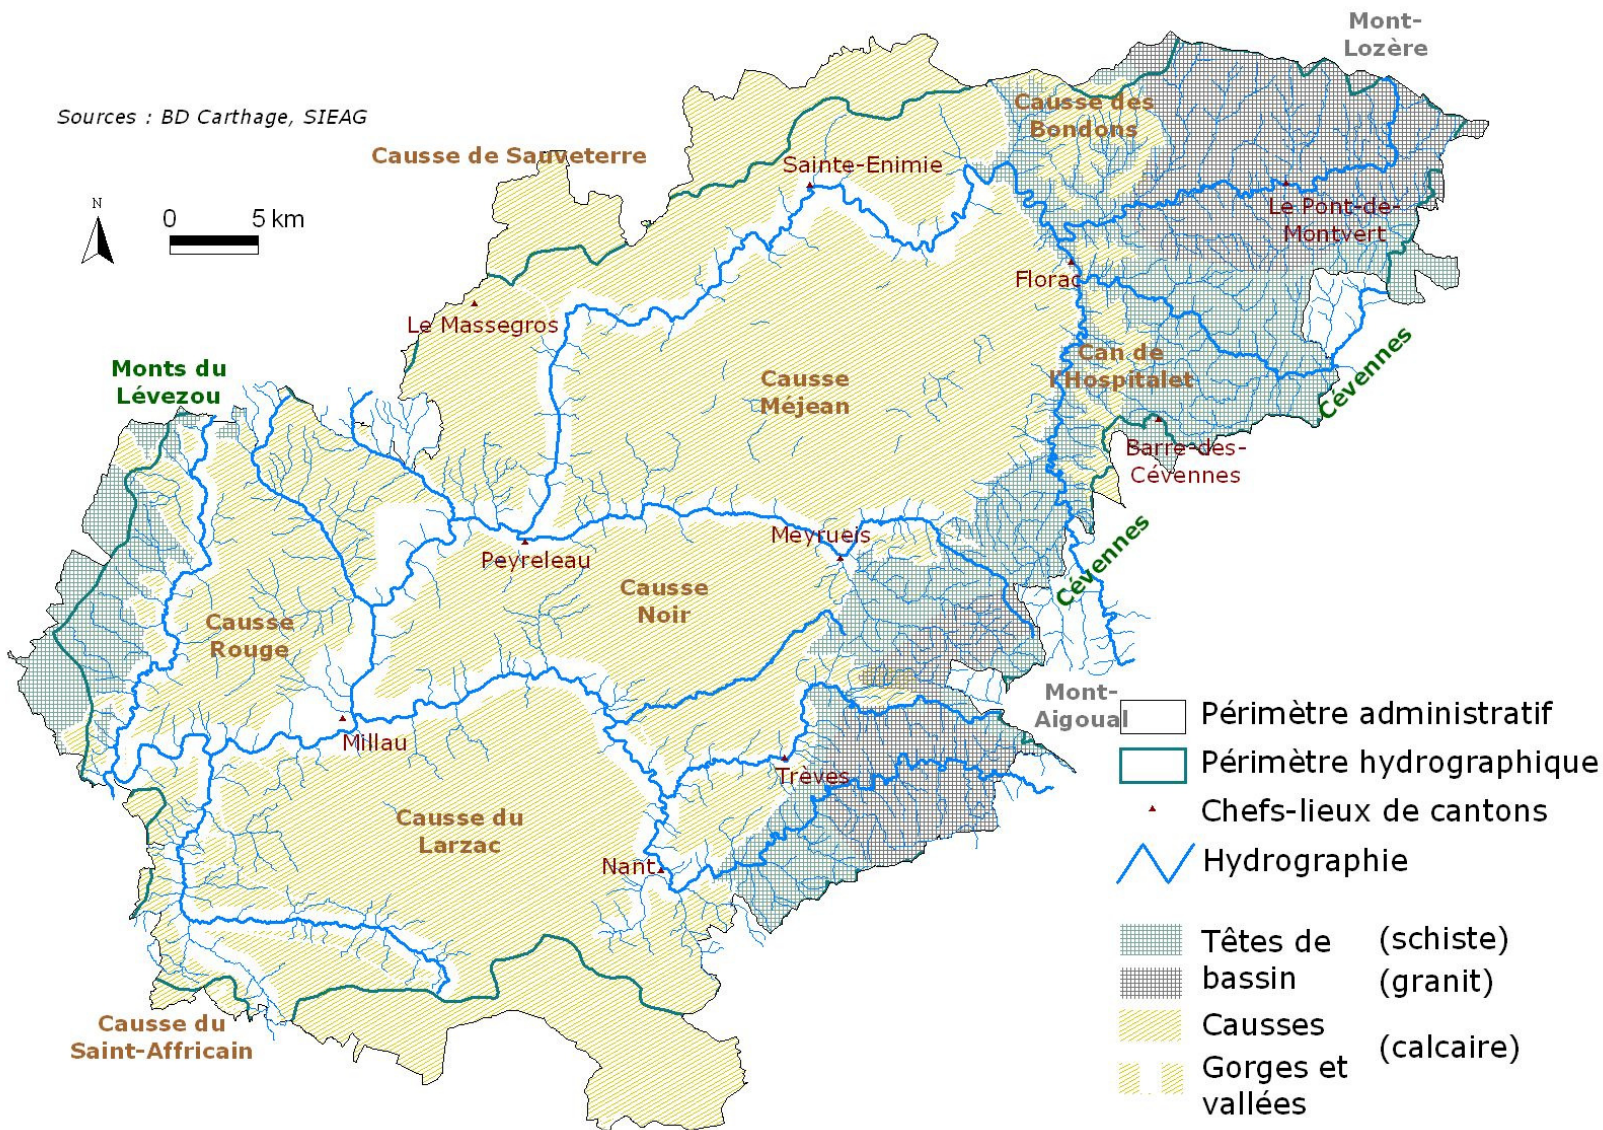 Mont-
Lozère
Sources : BD Carthage, SIEAG
Causse des
Bondons
Causse de Sauveterre
Sainte-Enimie
N
0 5 km
Le Pont-de-
Montvert
Florac
Le Massegros
Monts du
Lévezou
Causse
Méjean
Can de
l'Hospitalet
Cévennes
Barre-des-
Cévennes
Peyreleau
Meyrueis
Cévennes
Causse
Noir
Causse
Rouge
Mont-
Aigoual
Millau
Trèves
Causse du
Larzac
Nant
Causse du
Saint-Affricain
Périmètre administratif
Périmètre hydrographique
Chefs-lieux de cantons
Hydrographie
Têtes de (schiste)
bassin (granit)
Causses
(calcaire)
Gorges et
vallées